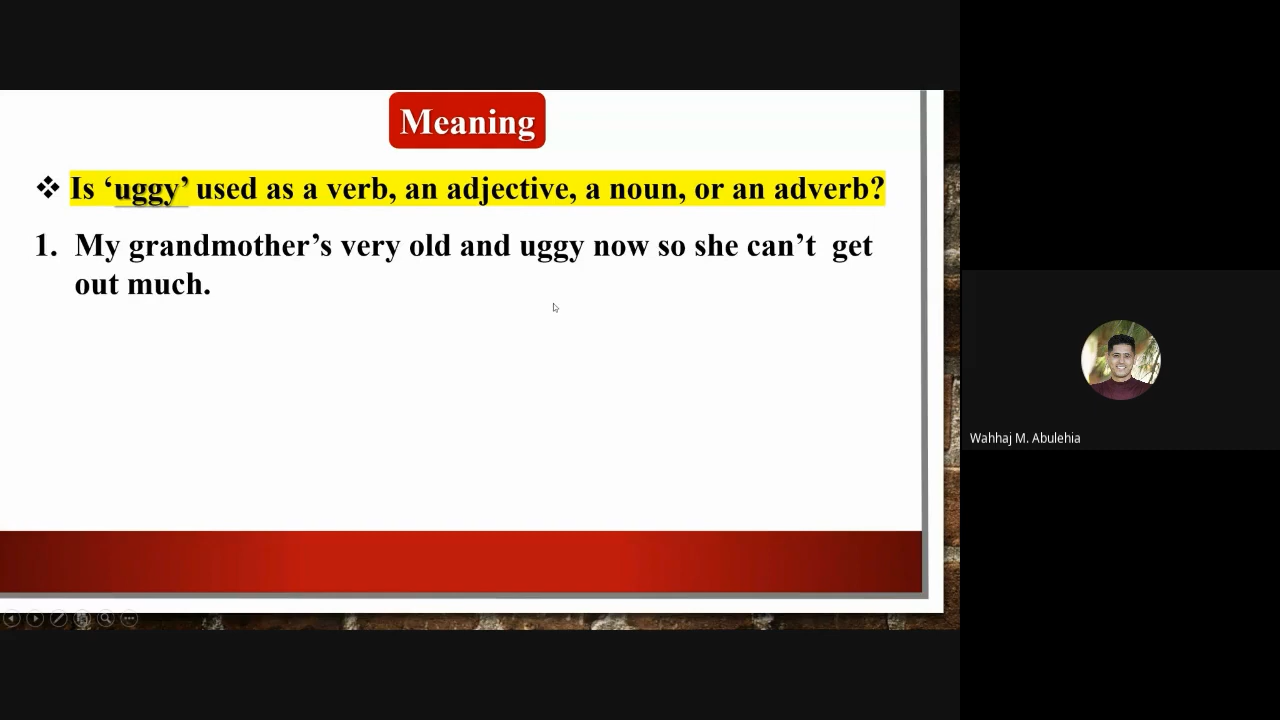 Meaning
❖ Is ‘uggy’ used as a verb, an adjective, a noun, or an adverb?
1. My grandmother’s very old and uggy now so she can’t get
out much.
Wahhaj M. Abulehia